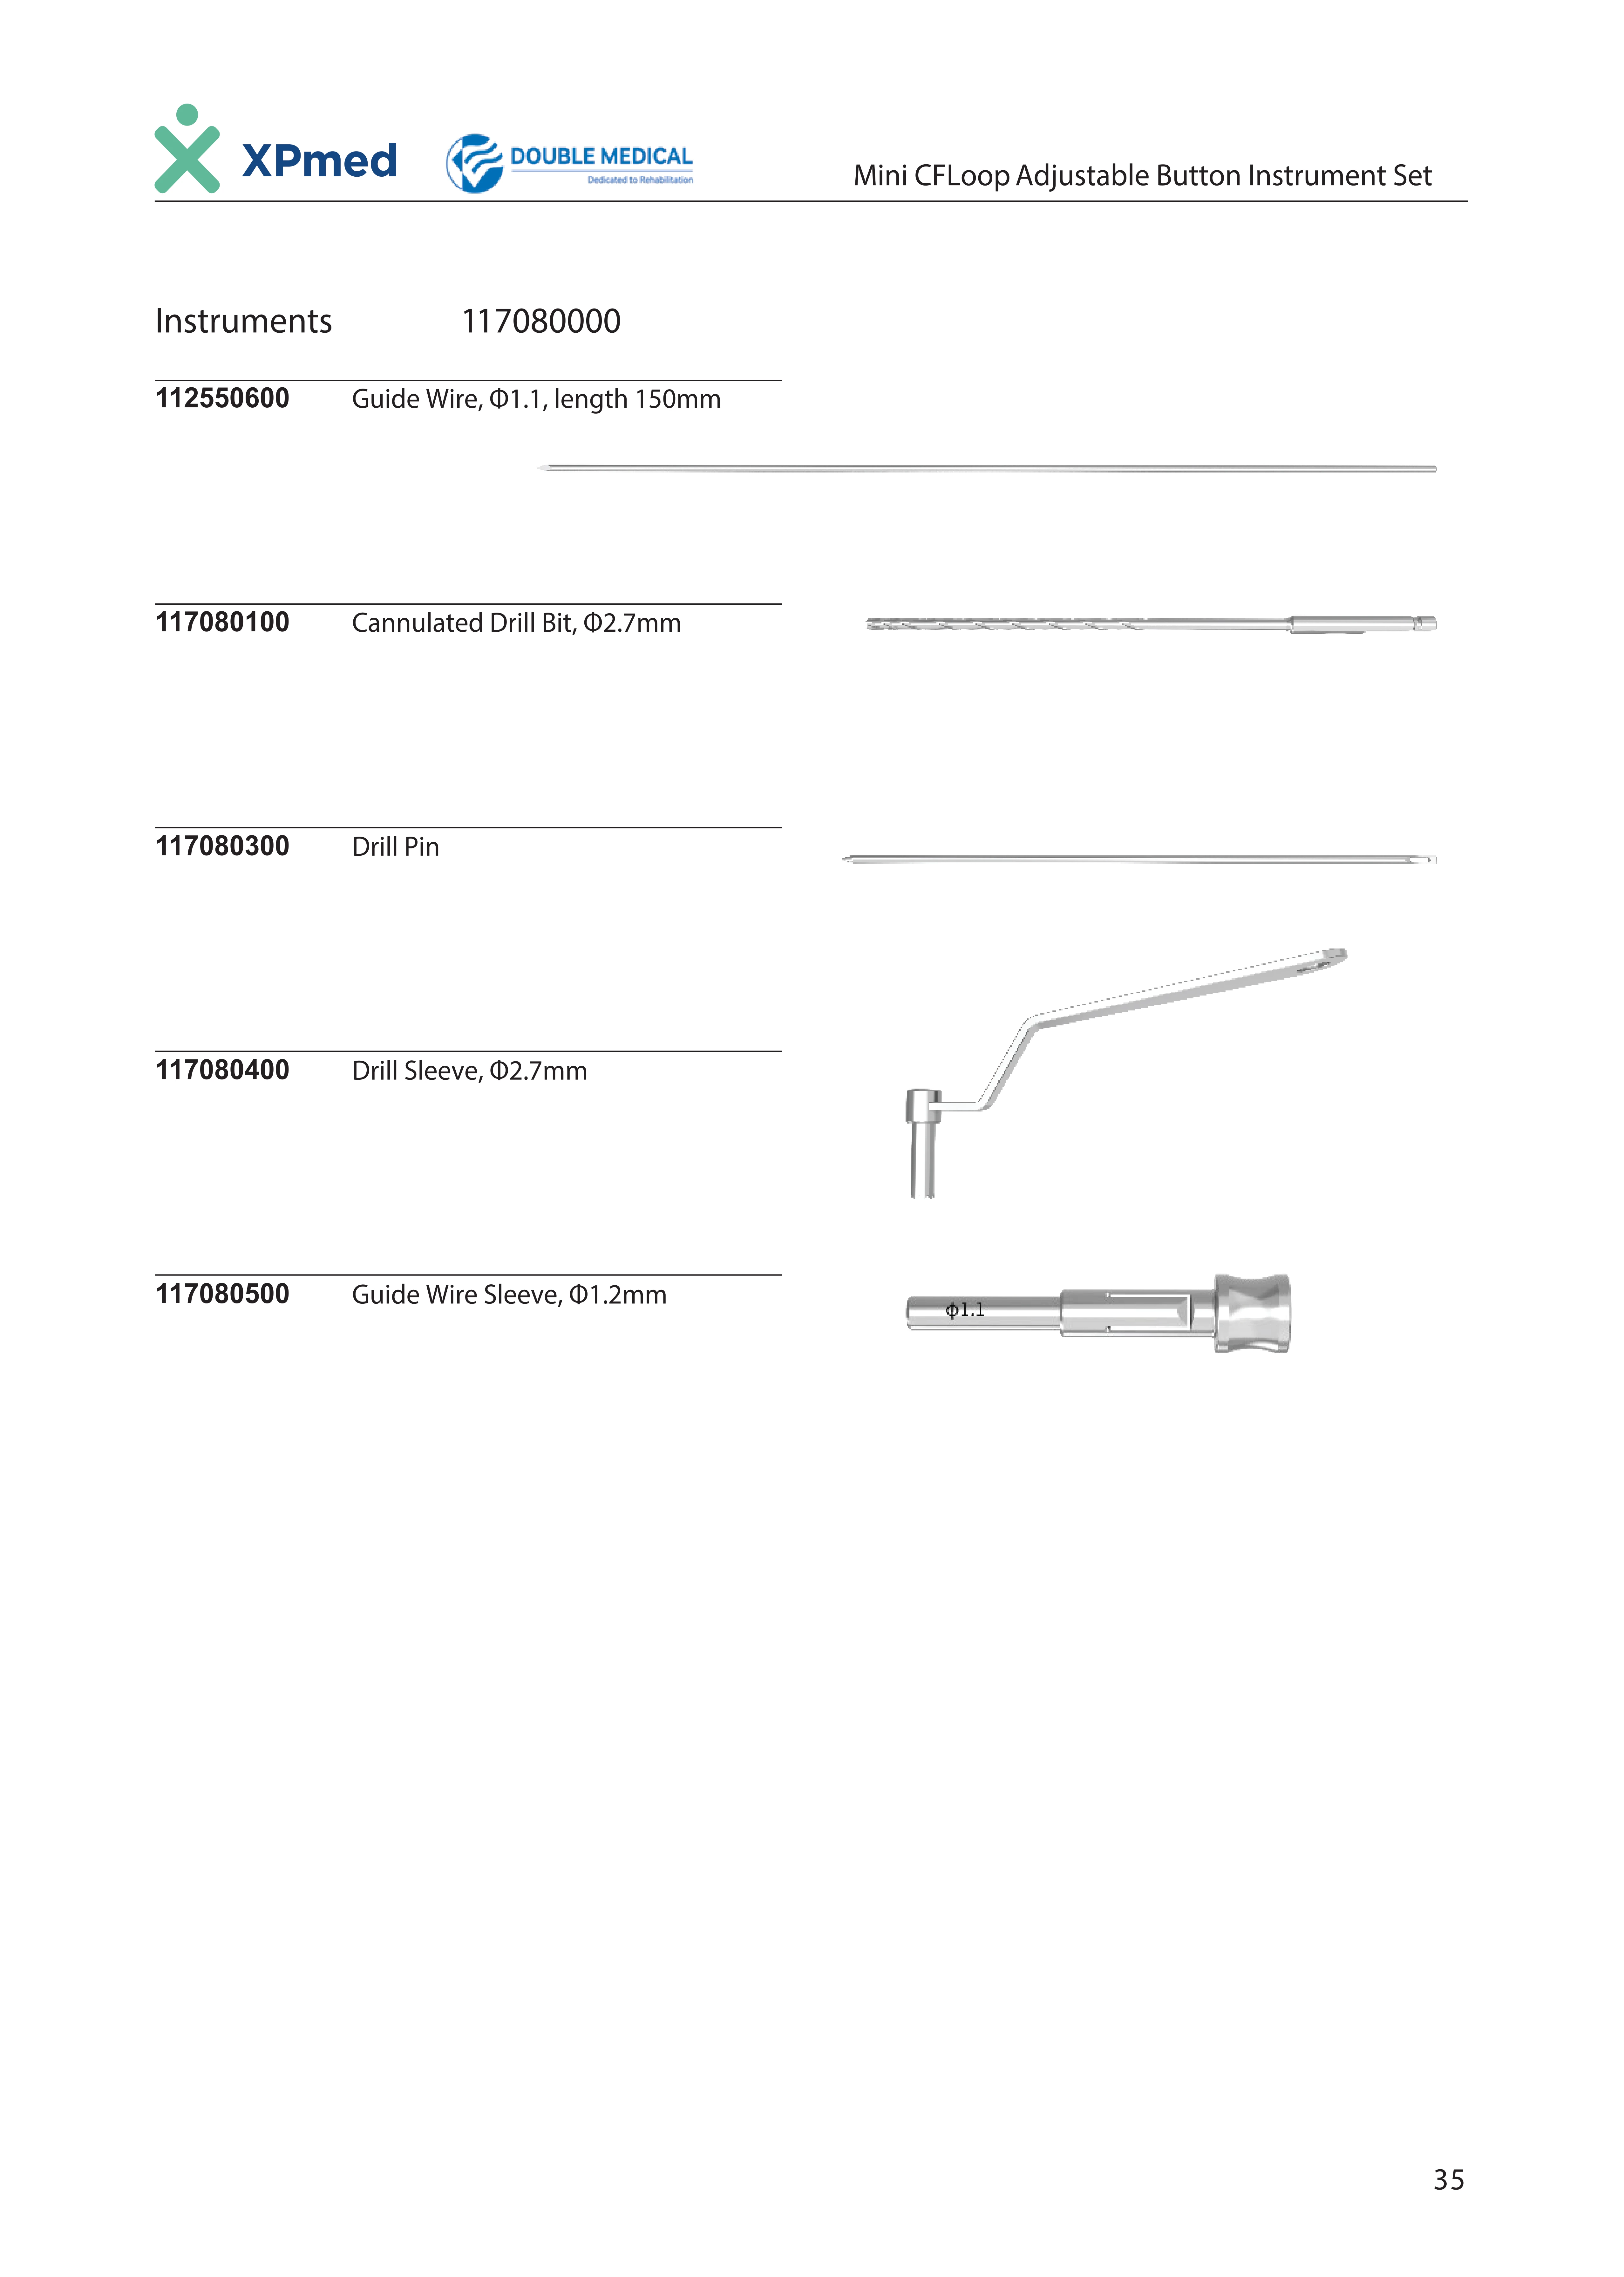 XPmed
DOUBLE MEDICAL
Dedicated to Rehabilitation
Mini CFLoop Adjustable Button Instrument Set
Instruments 117080000
112550600 Guide Wire, Φ1.1, length 150mm
117080100 Cannulated Drill Bit, Φ2.7mm
117080300 Drill Pin
117080400 Drill Sleeve, Φ2.7mm
117080500 Guide Wire Sleeve, Φ1.2mm
Φ1.1
35